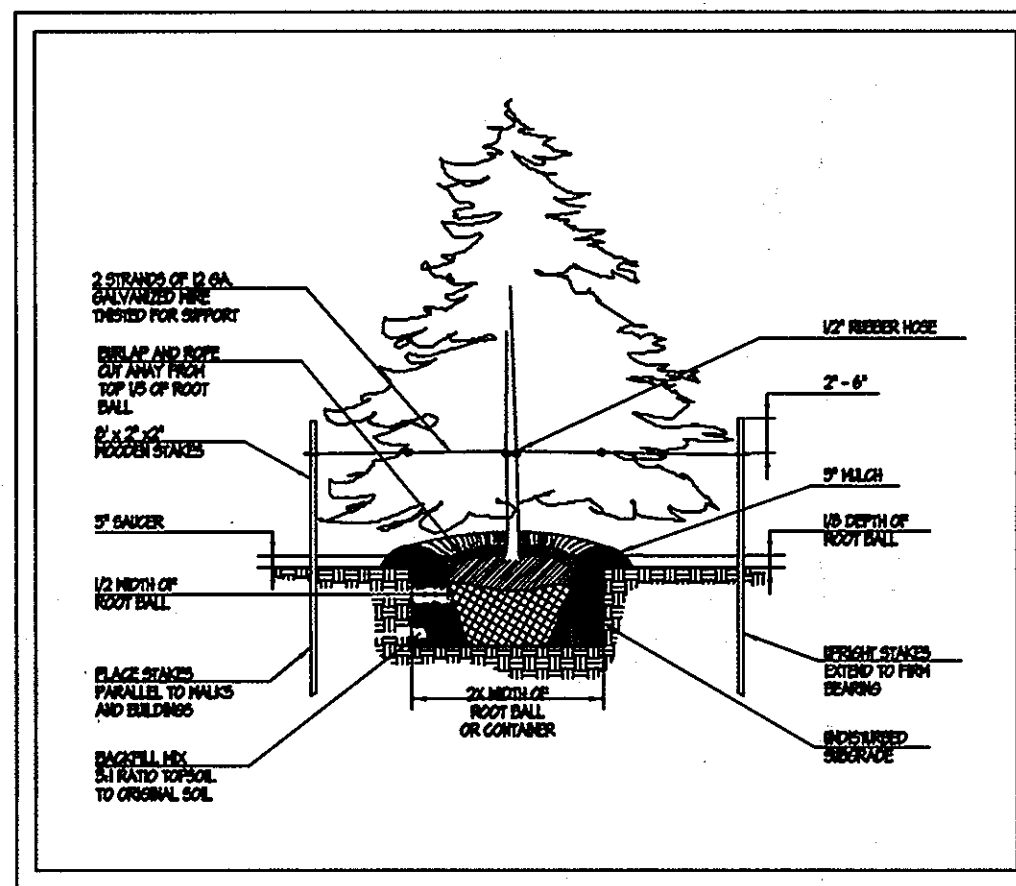 2 STRANDS OF 12 GA.
GALVANIZED WIRE
TWISTED FOR SUPPORT
BURLAP AND ROPE
CUT AWAY FROM
TOP 1/3 OF ROOT
BALL
8' x 2" x2"
WOODEN STAKES
3" SAUCER
1/2 WIDTH OF
ROOT BALL
PLACE STAKES
PARALLEL TO WALKS
AND BUILDINGS
BACKFILL MIX
3:1 RATIO TOPSOIL
TO ORIGINAL SOIL
2X WIDTH OF
ROOT BALL
OR CONTAINER
1/2" RUBBER HOSE
2" - 6"
3" MULCH
1/8 DEPTH OF
ROOT BALL
UPRIGHT STAKES
EXTEND TO FIRM
BEARING
UNDISTURBED
SUBGRADE